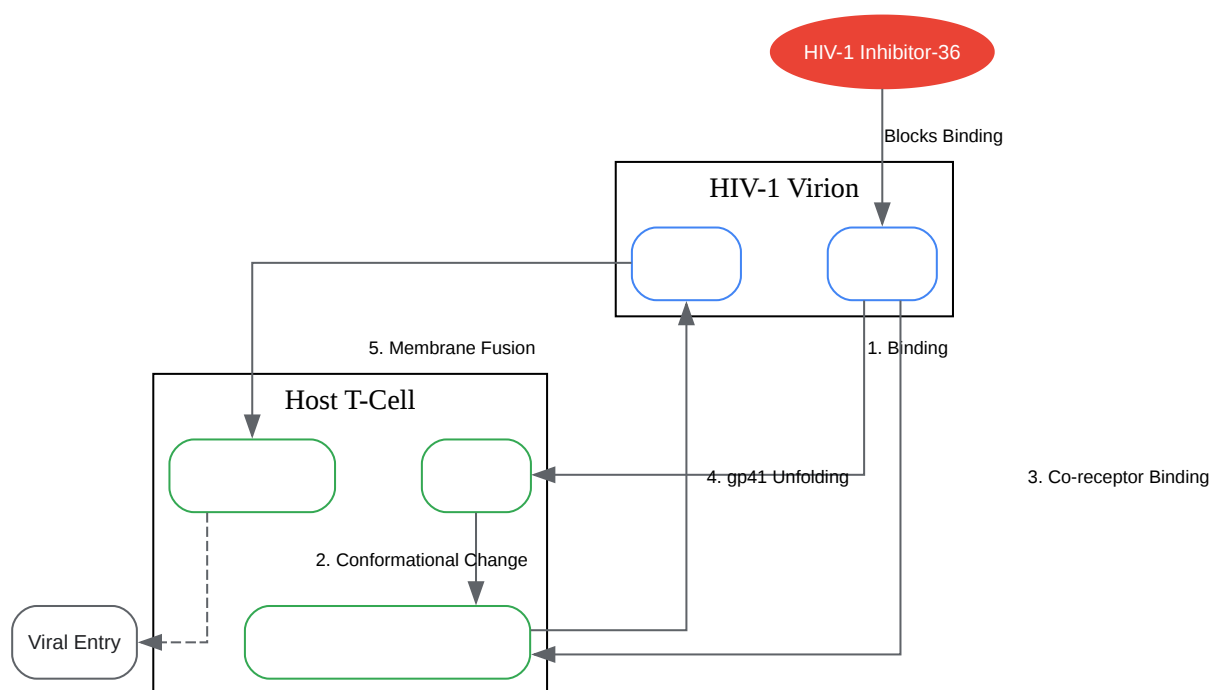 HIV-1 Inhibitor-36
Blocks Binding
HIV-1 Virion
5. Membrane Fusion
1. Binding
Host T-Cell
4. gp41 Unfolding
3. Co-receptor Binding
2. Conformational Change
Viral Entry